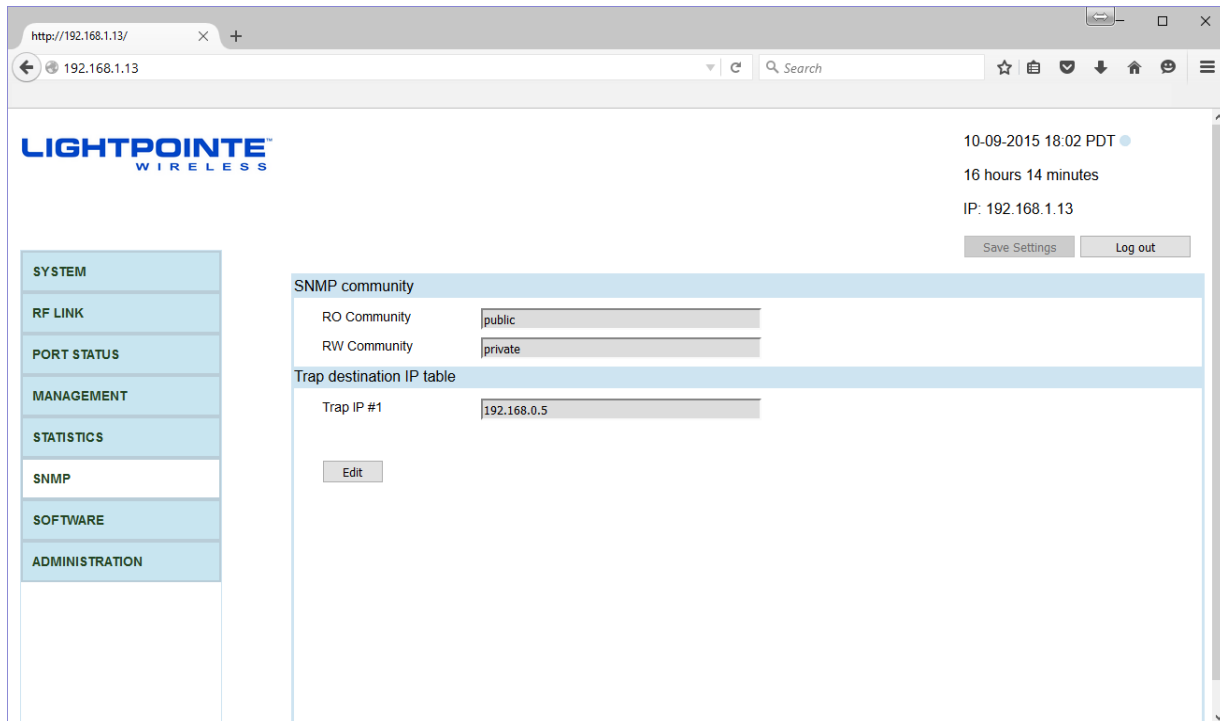 http://192.168.1.13/
192.168.1.13
Search
LIGHTPOINTE™
WIRELESS
10-09-2015 18:02 PDT
16 hours 14 minutes
IP: 192.168.1.13
Save Settings
Log out
SYSTEM
RF LINK
PORT STATUS
MANAGEMENT
STATISTICS
SNMP
SOFTWARE
ADMINISTRATION
SNMP community
RO Community public
RW Community private
Trap destination IP table
Trap IP #1 192.168.0.5
Edit